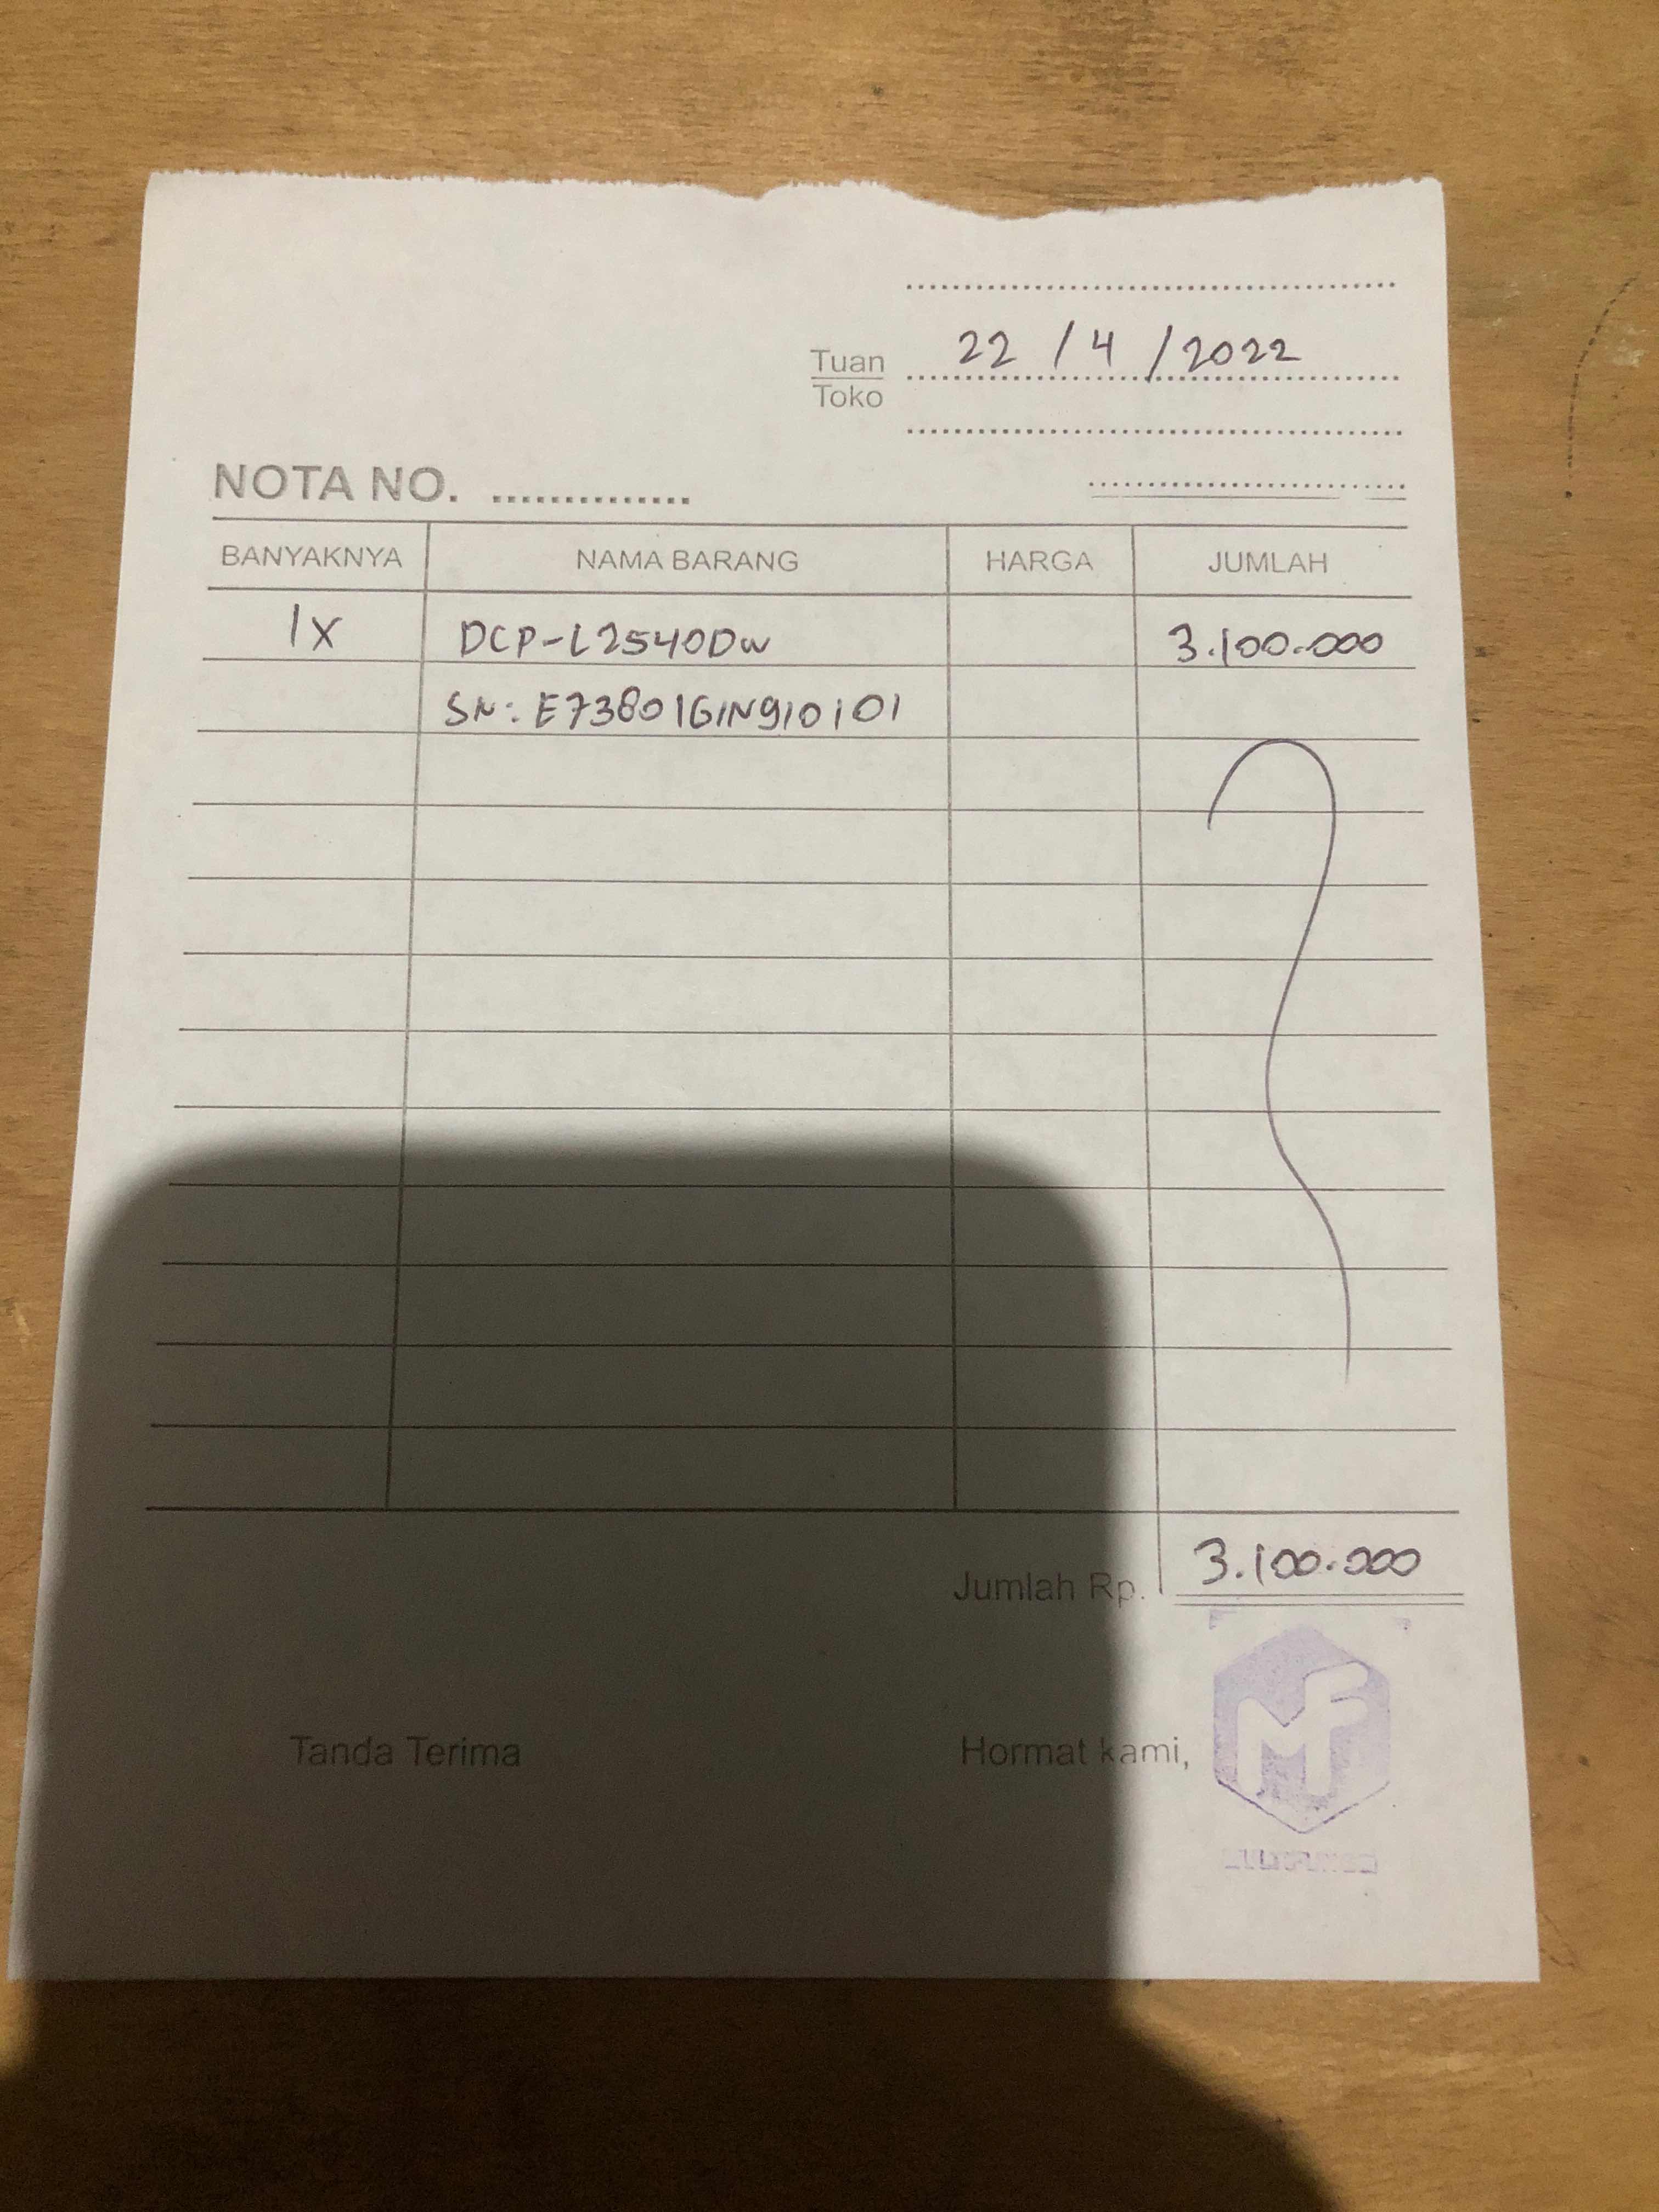 22 / 4 / 2022
Tuan
Toko
NOTA NO. ..............
BANYAKNYA NAMA BARANG HARGA JUMLAH
1x DCP-L2540DW 3.100.000
SN: E73801G1N910101
Jumlah Rp. 3.100.000
Tanda Terima Hormat kami,
MF